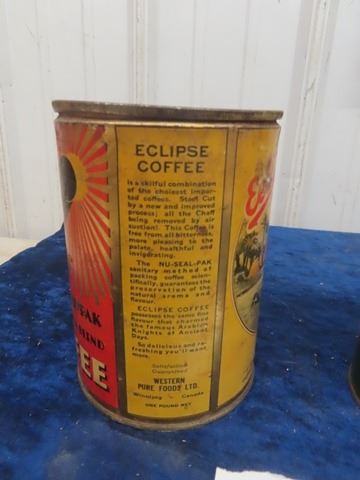 ECLIPSE
COFFEE
is a skilful combination
of the choicest impor-
ted coffees. Steel Cut
by a new and improved
process; all the Chaff
being removed by air
suction! This Coffee is
free from all bitterness,
more pleasing to the
palate, healthful and
invigorating.
The NU-SEAL-PAK
sanitary method of
packing coffee scien-
tifically, guarantees the
preservation of the
natural aroma and
flavour.
ECLIPSE COFFEE
possesses the same fine
flavour that charmed
the famous Arabian
Knights of Ancient
Days.
So delicious and re-
freshing you'll want
more.
Satisfaction
Guaranteed
WESTERN
PURE FOODS LTD.
Winnipeg - Canada
ONE POUND NET
PAK
EE